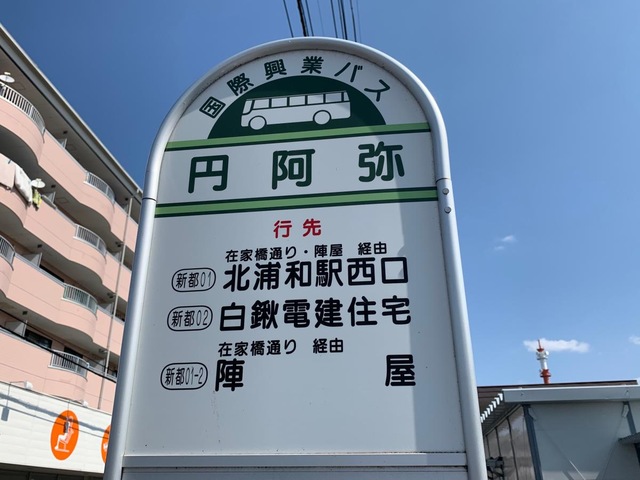 国際興業バス
円阿弥
行先
在家橋通り・陣屋 経由
新都01 北浦和駅西口
新都02 白鍬電建住宅
在家橋通り 経由
新都01-2 陣屋